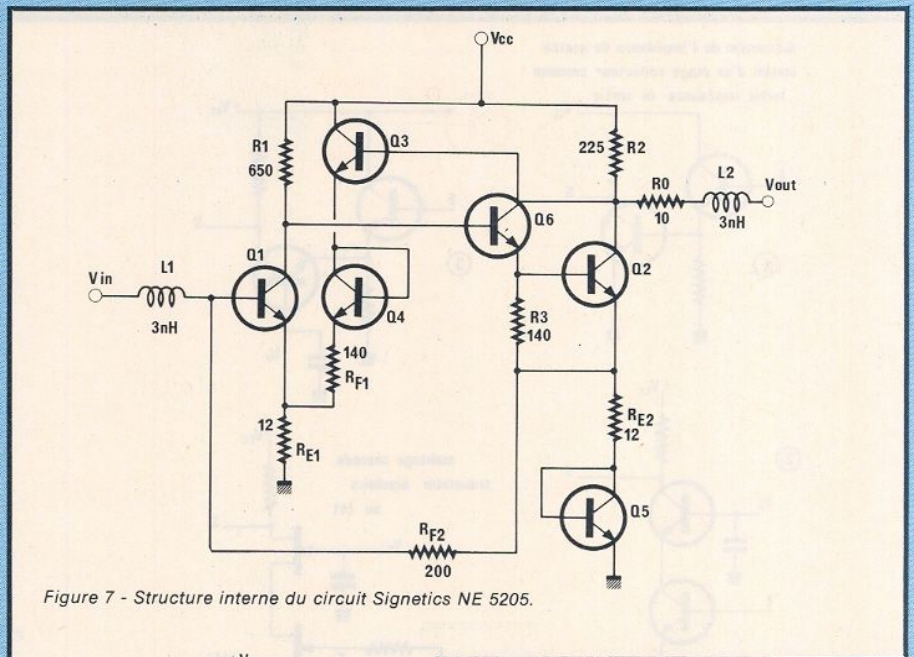 Vcc
R1
650
Q3
225 R2
L2
R0
Vout
10
3nH
Q6
Q1
Q2
L1
Vin
3nH
Q4
R3
140
140
RF1
12
RE1
RE2
12
Q5
RF2
200
Figure 7 - Structure interne du circuit Signetics NE 5205.